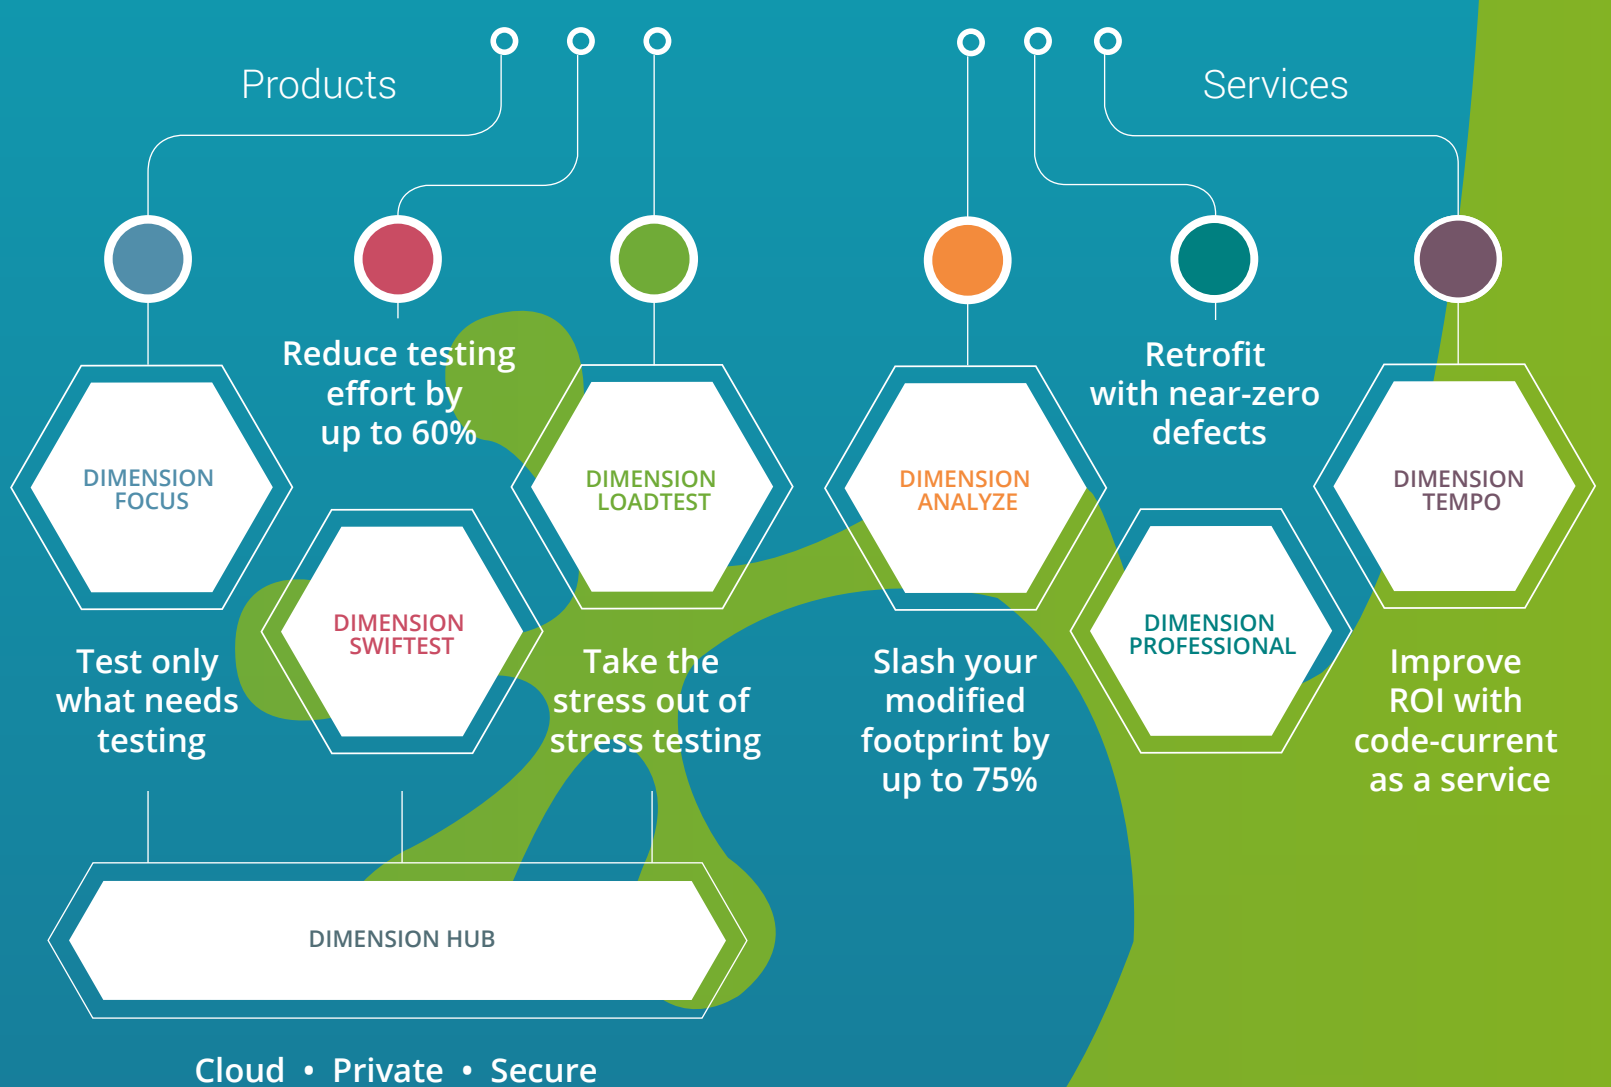 Products
Services
Reduce testing
effort by
up to 60%
Retrofit
with near-zero
defects
DIMENSION
FOCUS
DIMENSION
LOADTEST
DIMENSION
ANALYZE
DIMENSION
TEMPO
DIMENSION
SWIFTEST
DIMENSION
PROFESSIONAL
Test only
what needs
testing
Take the
stress out of
stress testing
Slash your
modified
footprint by
up to 75%
Improve
ROI with
code-current
as a service
DIMENSION HUB
Cloud • Private • Secure